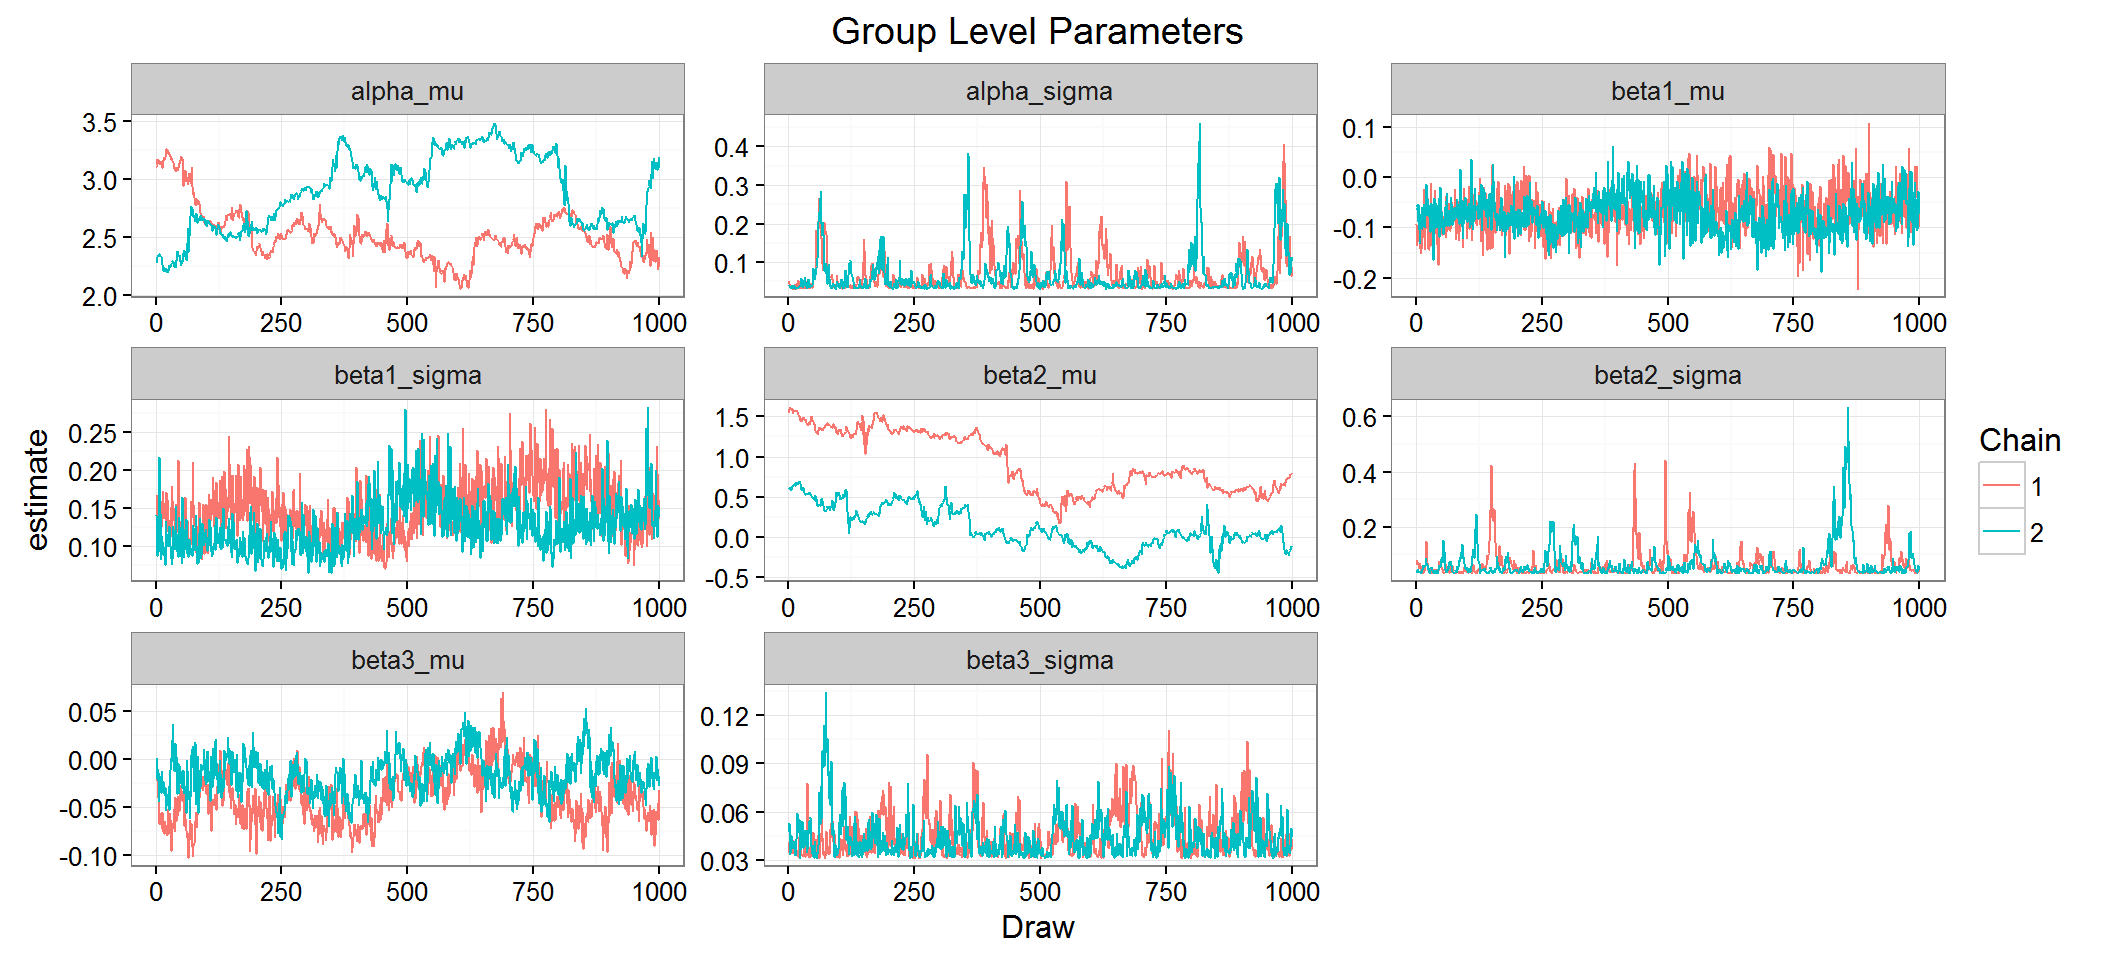 Group Level Parameters
alpha_mu
alpha_sigma
beta1_mu
3.5
3.0
2.5
2.0
0.4
0.3
0.2
0.1
0.1
0.0
-0.1
-0.2
0 250 500 750 1000
0 250 500 750 1000
0 250 500 750 1000
beta1_sigma
beta2_mu
beta2_sigma
0.25
0.20
0.15
0.10
1.5
1.0
0.5
0.0
-0.5
0.6
0.4
0.2
0 250 500 750 1000
0 250 500 750 1000
0 250 500 750 1000
beta3_mu
beta3_sigma
0.05
0.00
-0.05
-0.10
0.12
0.09
0.06
0.03
0 250 500 750 1000
0 250 500 750 1000
estimate
Draw
Chain
1
2